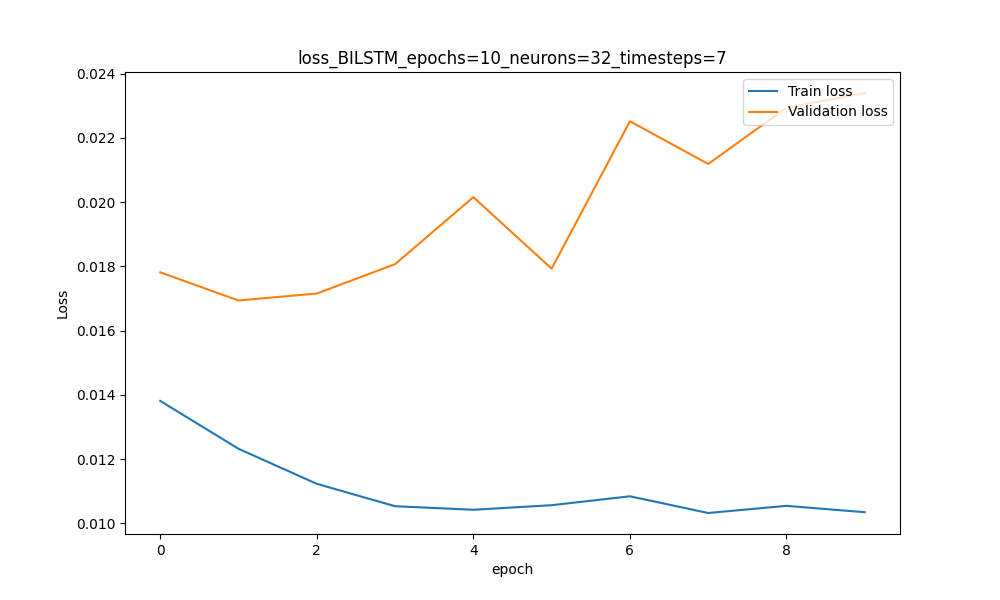 loss_BILSTM_epochs=10_neurons=32_timesteps=7
Train loss
Validation loss
0.024
0.022
0.020
0.018
0.016
0.014
0.012
0.010
Loss
0 2 4 6 8
epoch